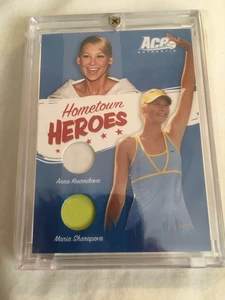 ACE
AUTHENTIC
Hometown
HEROES
Anna Kournikova
Maria Sharapova